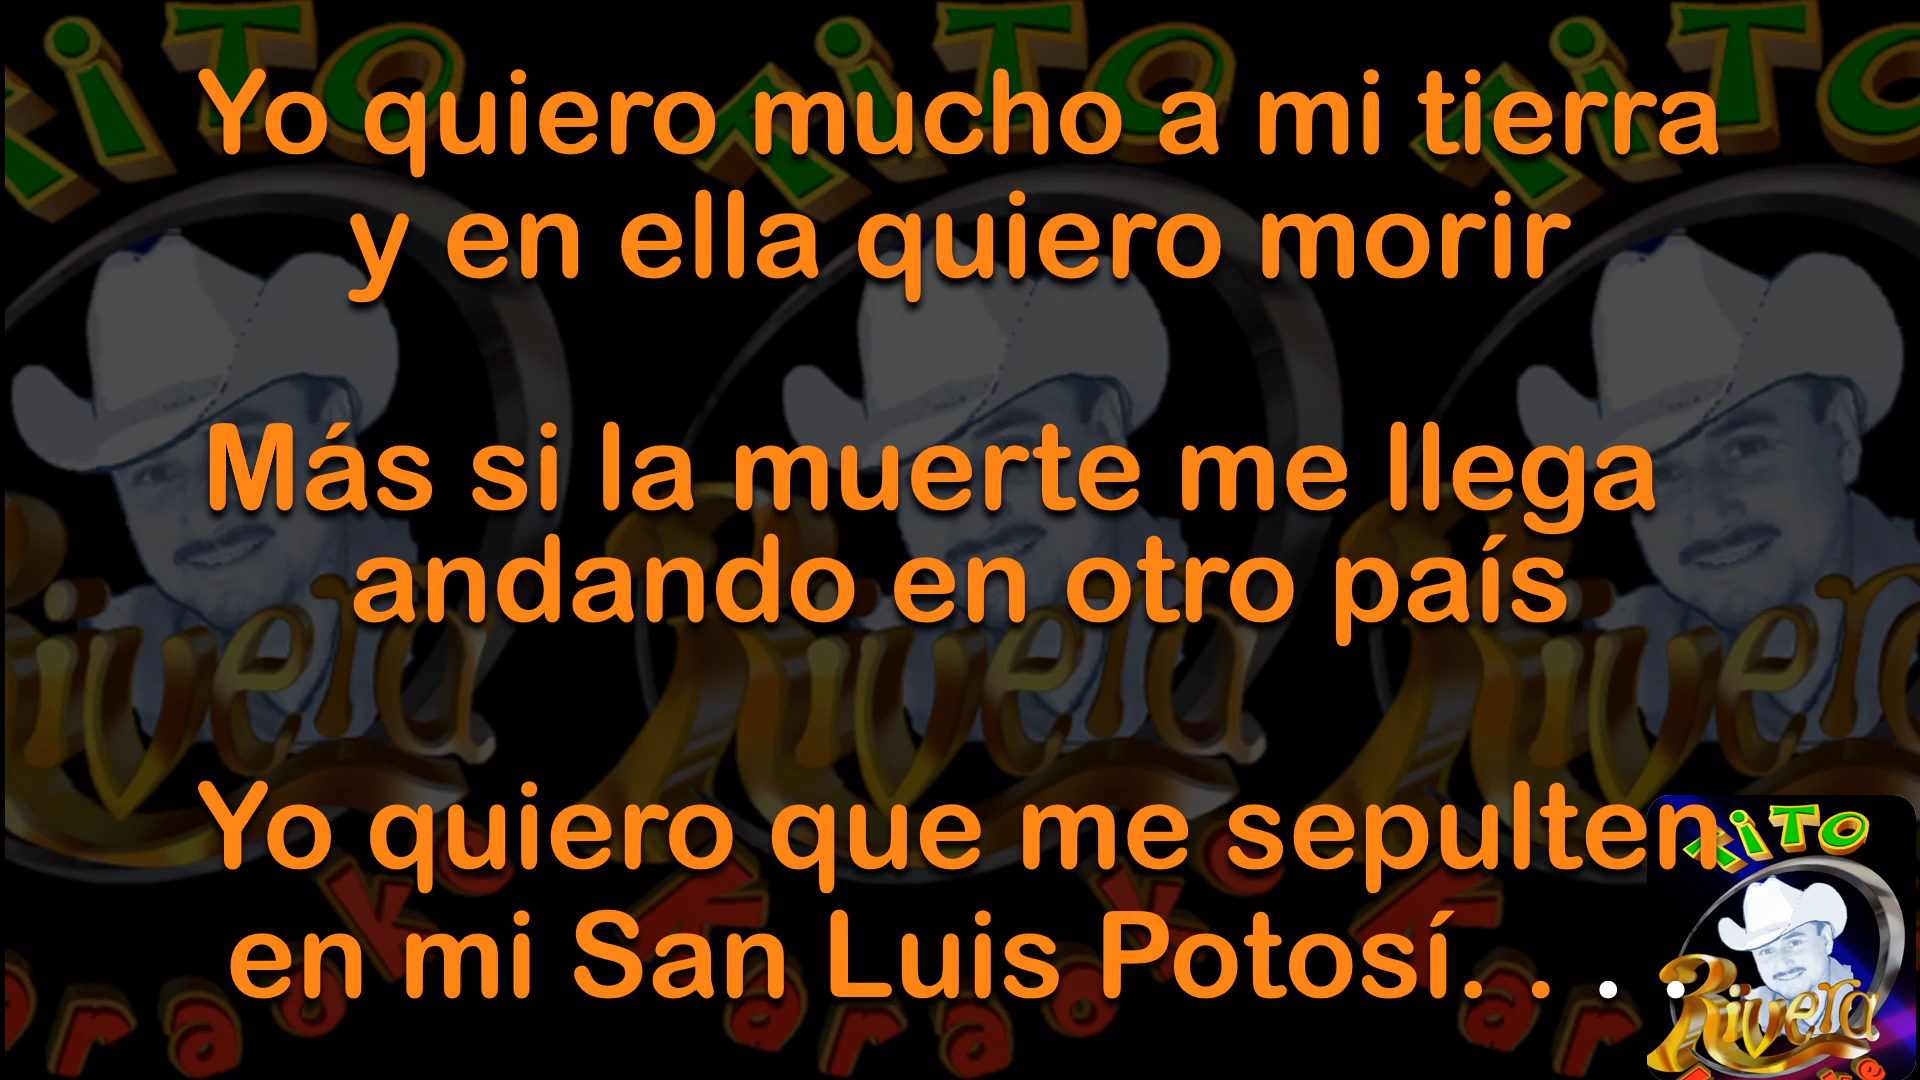 Yo quiero mucho a mi tierra
y en ella quiero morir
Más si la muerte me llega
andando en otro país
Yo quiero que me sepulten
en mi San Luis Potosí. . . .
TITO
Rivera